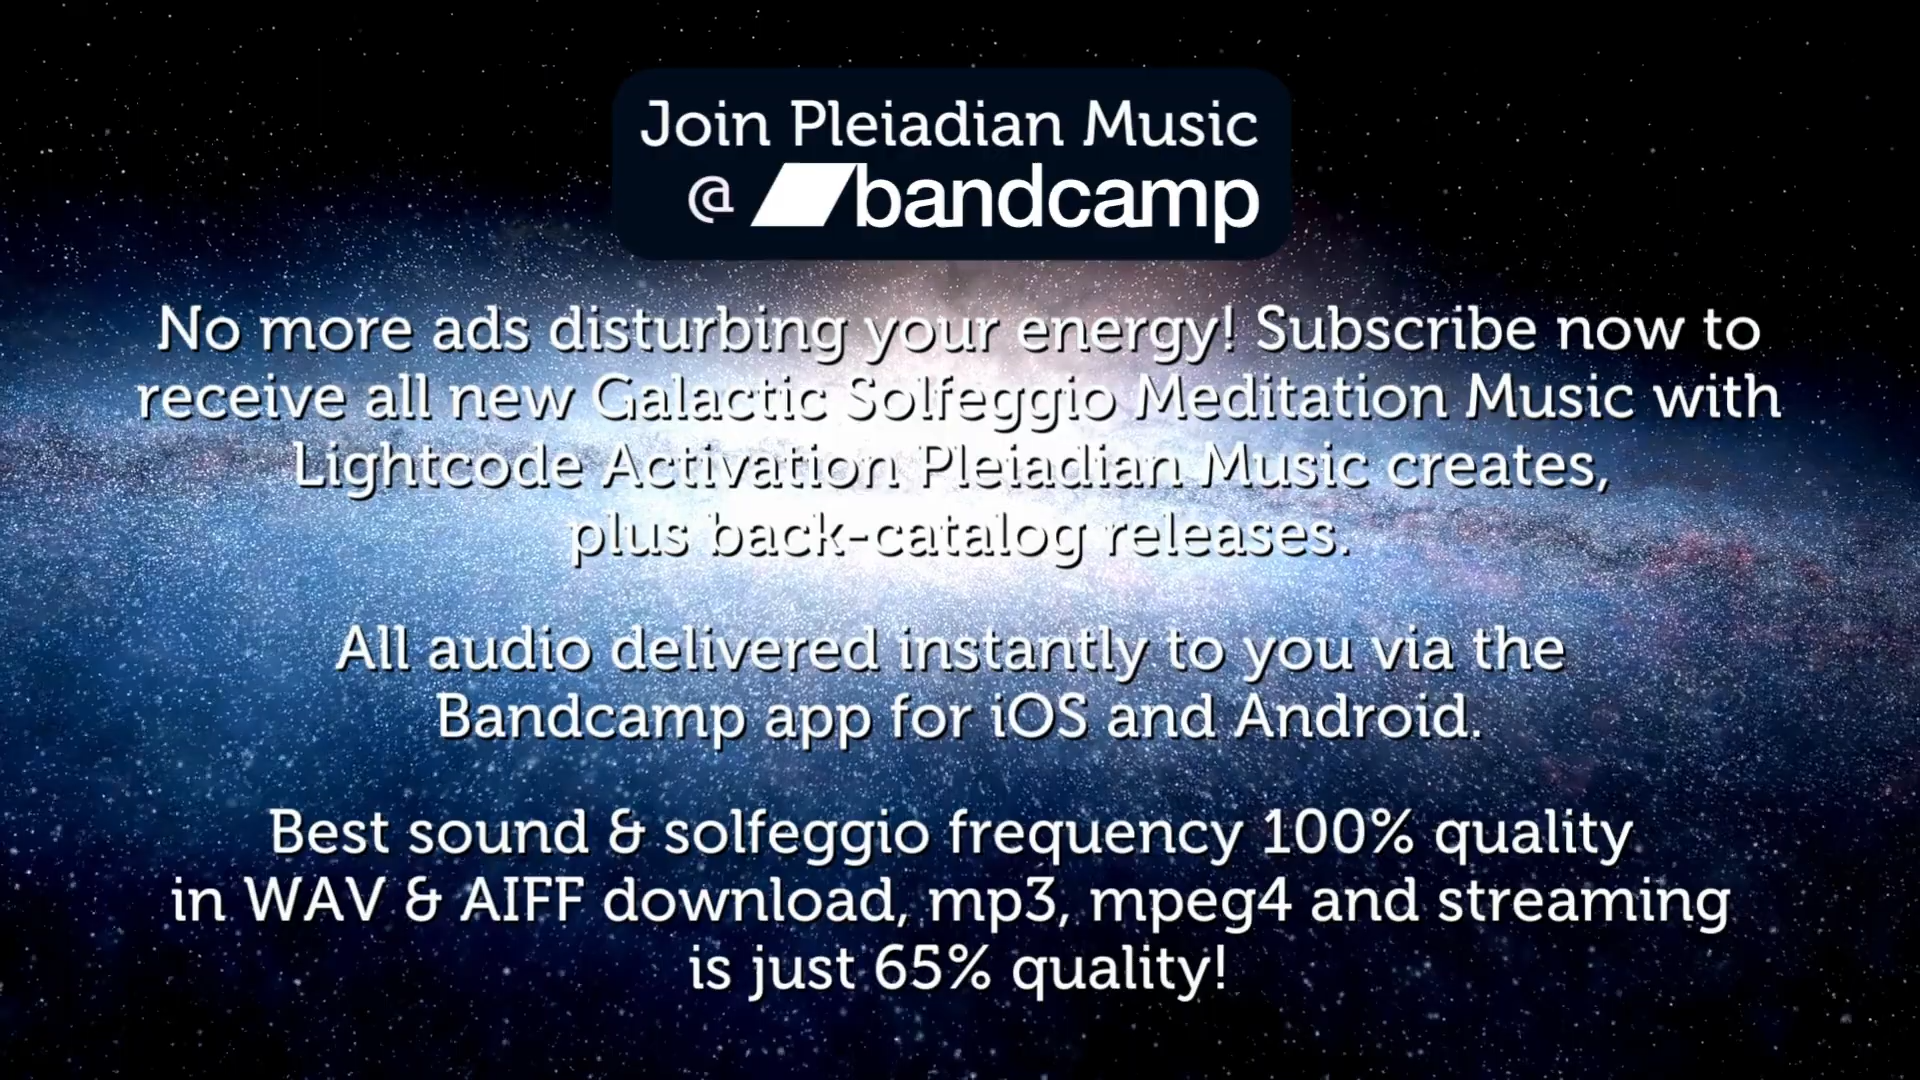 Join Pleiadian Music
@ bandcamp
No more ads disturbing your energy! Subscribe now to
receive all new Galactic Solfeggio Meditation Music with
Lightcode Activation Pleiadian Music creates,
plus back-catalog releases.
All audio delivered instantly to you via the
Bandcamp app for iOS and Android.
Best sound & solfeggio frequency 100% quality
in WAV & AIFF download, mp3, mpeg4 and streaming
is just 65% quality!